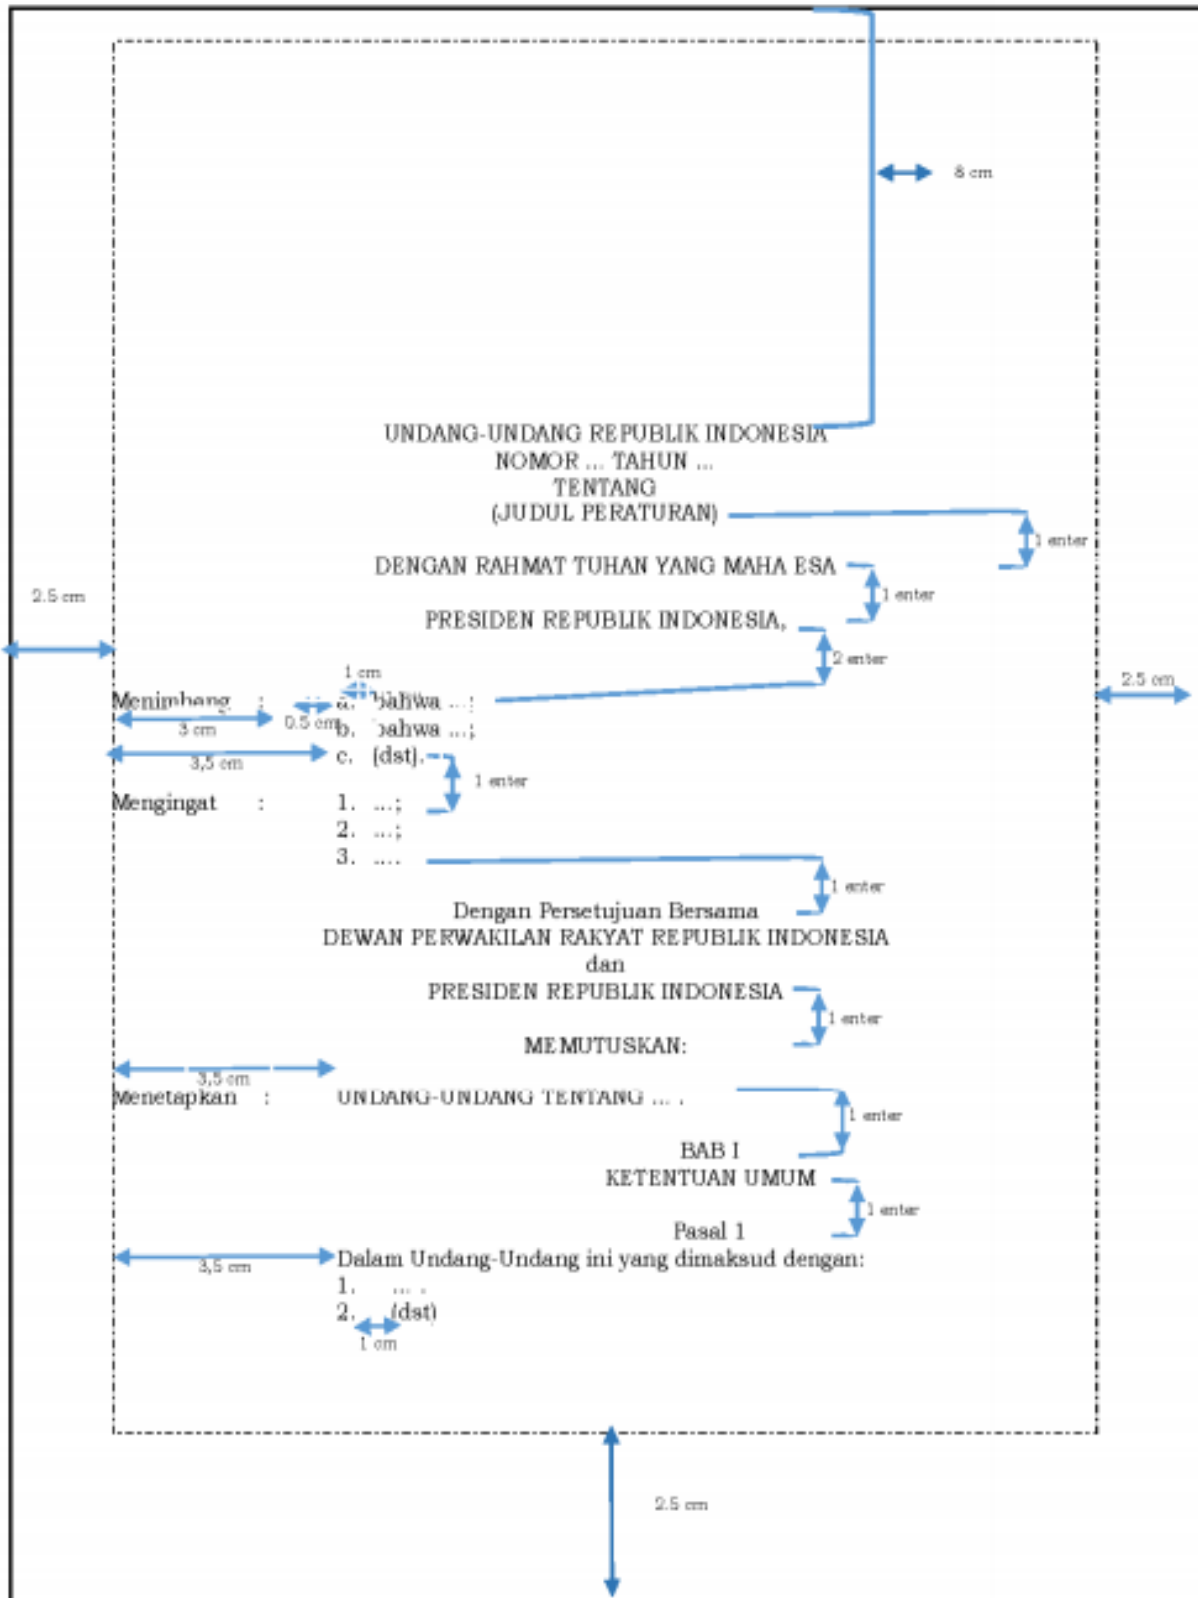 8 cm
UNDANG-UNDANG REPUBLIK INDONESIA
NOMOR ... TAHUN ...
TENTANG
(JUDUL PERATURAN)
1 enter
DENGAN RAHMAT TUHAN YANG MAHA ESA
1 enter
2.5 cm
PRESIDEN REPUBLIK INDONESIA,
2 enter
1 cm
2.5 cm
Menimbang : a. bahwa ...;
3 cm 0.5 cm
b. bahwa ...;
3,5 cm
c. (dst).
1 enter
Mengingat : 1. ...;
2. ...;
3. ....
1 enter
Dengan Persetujuan Bersama
DEWAN PERWAKILAN RAKYAT REPUBLIK INDONESIA
dan
PRESIDEN REPUBLIK INDONESIA
1 enter
MEMUTUSKAN:
3,5 cm
Menetapkan : UNDANG-UNDANG TENTANG ... .
1 enter
BAB I
KETENTUAN UMUM
1 enter
Pasal 1
Dalam Undang-Undang ini yang dimaksud dengan:
3,5 cm
1. ... .
2. (dst)
1 cm
2.5 cm